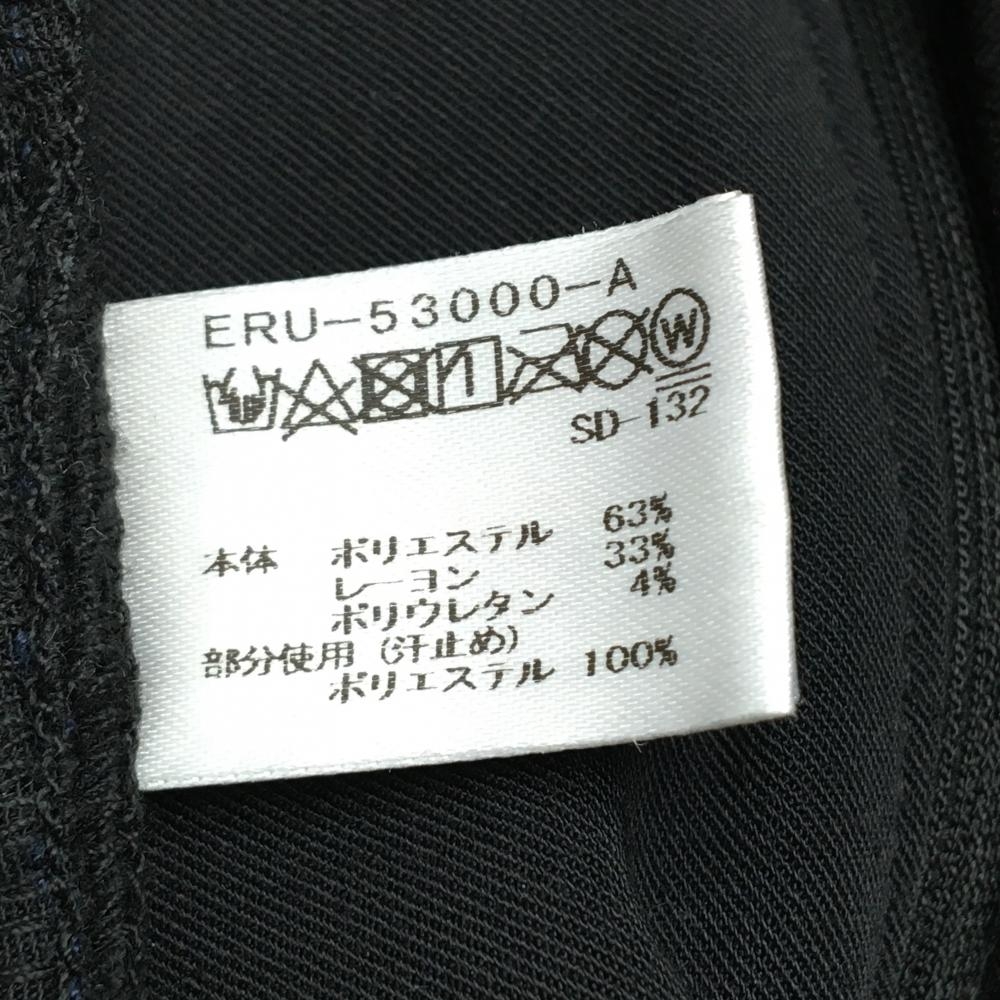 ERU-53000-A
W
SD-132
本体 ポリエステル 63%
レーヨン 33%
ポリウレタン 4%
部分使用(汗止め)
ポリエステル 100%